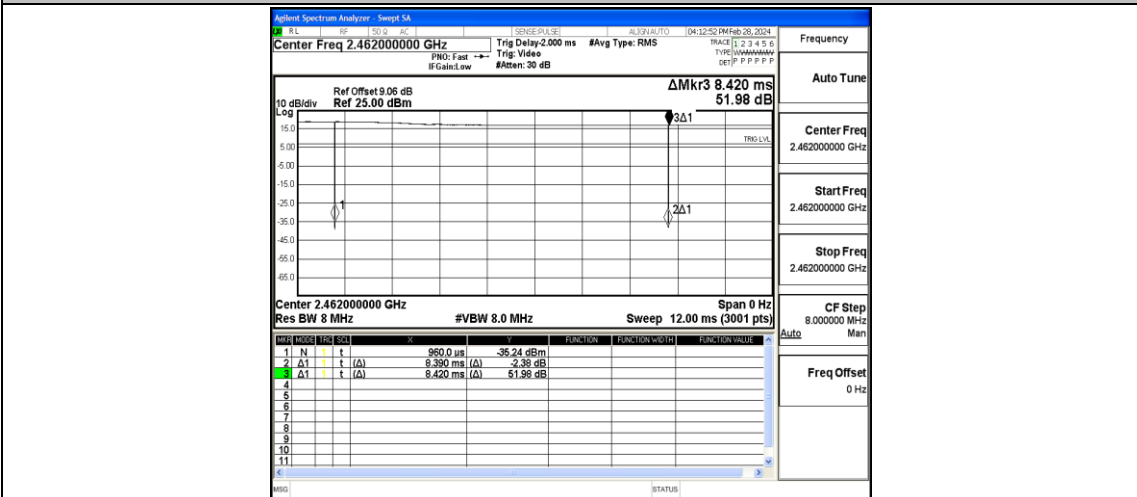 Agilent Spectrum Analyzer - Swept SA
RL RF 50 Ω AC SENSE:PULSE ALIGN AUTO 04:12:52 PM Feb 28, 2024
Center Freq 2.462000000 GHz
PNO: Fast
IFGain:Low
Trig Delay-2.000 ms
Trig: Video
#Atten: 30 dB
#Avg Type: RMS
TRACE 1 2 3 4 5 6
TYPE WWWWWW
DET P P P P P P
ΔMkr3 8.420 ms
51.98 dB
Ref Offset 9.06 dB
10 dB/div Ref 25.00 dBm
Log
15.0
5.00
-5.00
-15.0
-25.0
-35.0
-45.0
-55.0
-65.0
3Δ1
TRIG LVL
1
2Δ1
Center 2.462000000 GHz Span 0 Hz
Res BW 8 MHz #VBW 8.0 MHz Sweep 12.00 ms (3001 pts)
MKR MODE TRC SCL X Y FUNCTION FUNCTION WIDTH FUNCTION VALUE
1 N 1 t 960.0 us -35.24 dBm
2 Δ1 1 t (Δ) 8.390 ms (Δ) -2.38 dB
3 Δ1 1 t (Δ) 8.420 ms (Δ) 51.98 dB
4
5
6
7
8
9
10
11
MSG STATUS
Frequency
Auto Tune
Center Freq
2.462000000 GHz
Start Freq
2.462000000 GHz
Stop Freq
2.462000000 GHz
CF Step
8.000000 MHz
Auto Man
Freq Offset
0 Hz